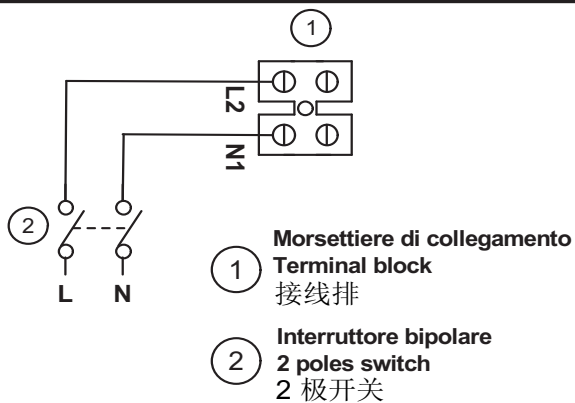 1
L2
N1
2
L N
1
Morsettiere di collegamento
Terminal block
接线排
2
Interruttore bipolare
2 poles switch
2 极开关